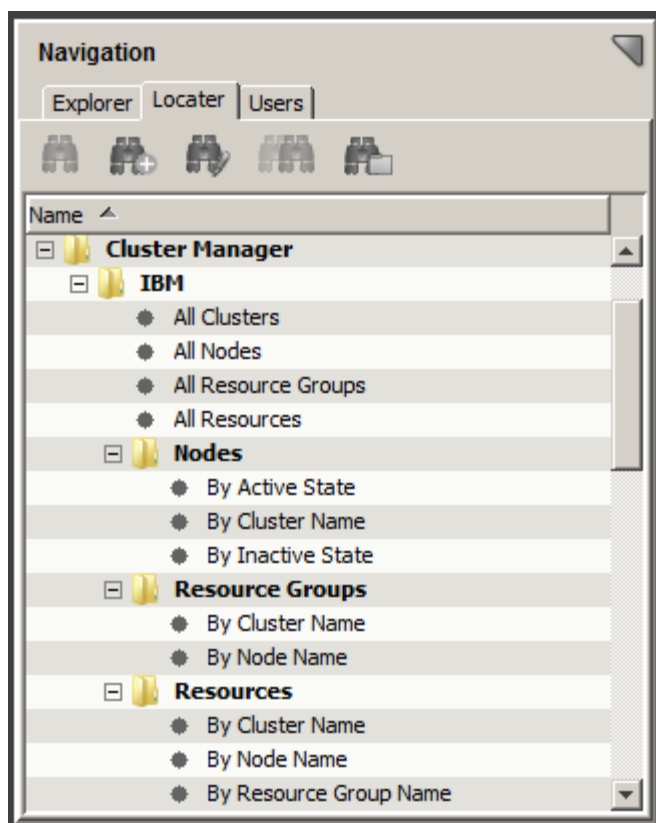 Navigation
Explorer Locater Users
Name
Cluster Manager
IBM
All Clusters
All Nodes
All Resource Groups
All Resources
Nodes
By Active State
By Cluster Name
By Inactive State
Resource Groups
By Cluster Name
By Node Name
Resources
By Cluster Name
By Node Name
By Resource Group Name